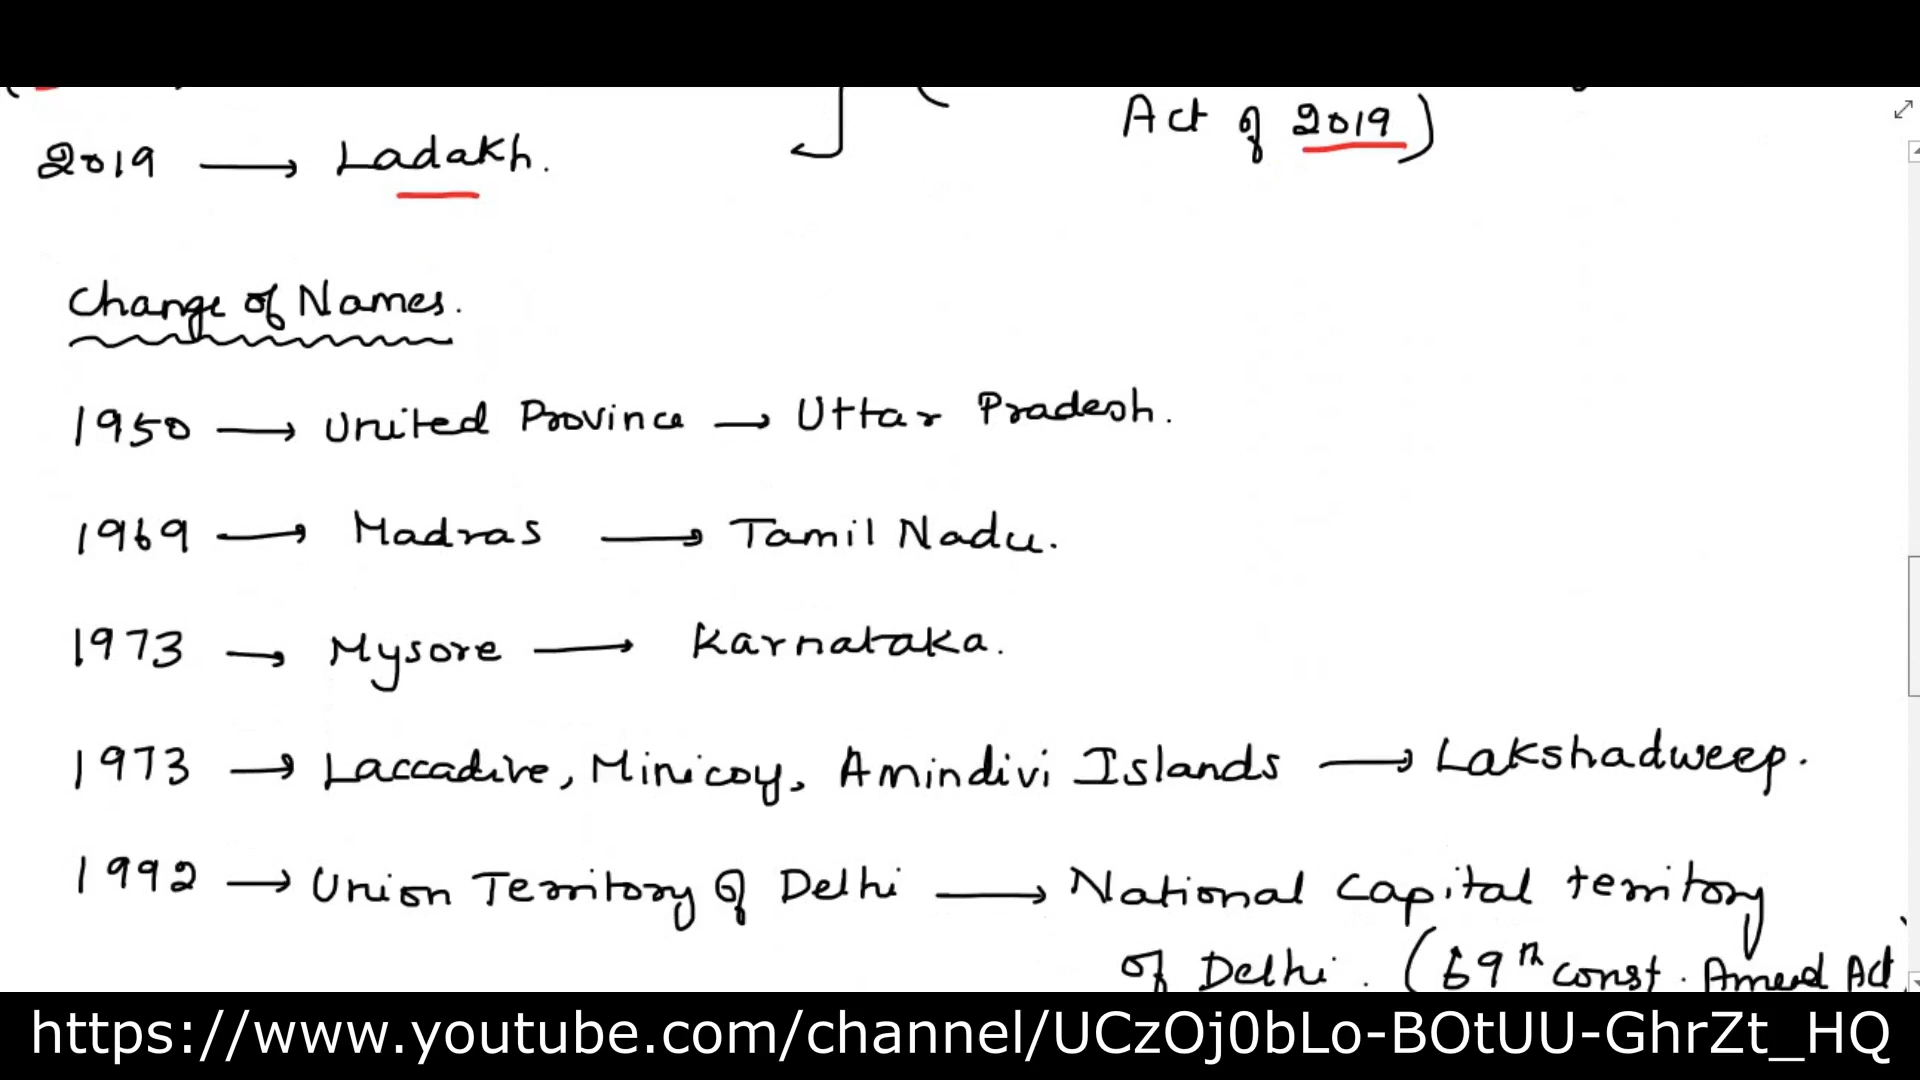 Act of 2019)
2019 → Ladakh.
Change of Names.
1950 → United Province → Uttar Pradesh.
1969 → Madras → Tamil Nadu.
1973 → Mysore → Karnataka.
1973 → Laccadive, Minicoy, Amindivi Islands → Lakshadweep.
1992 → Union Territory of Delhi → National Capital territory
of Delhi. (69th const. Amend Act
https://www.youtube.com/channel/UCzOj0bLo-BOtUU-GhrZt_HQ